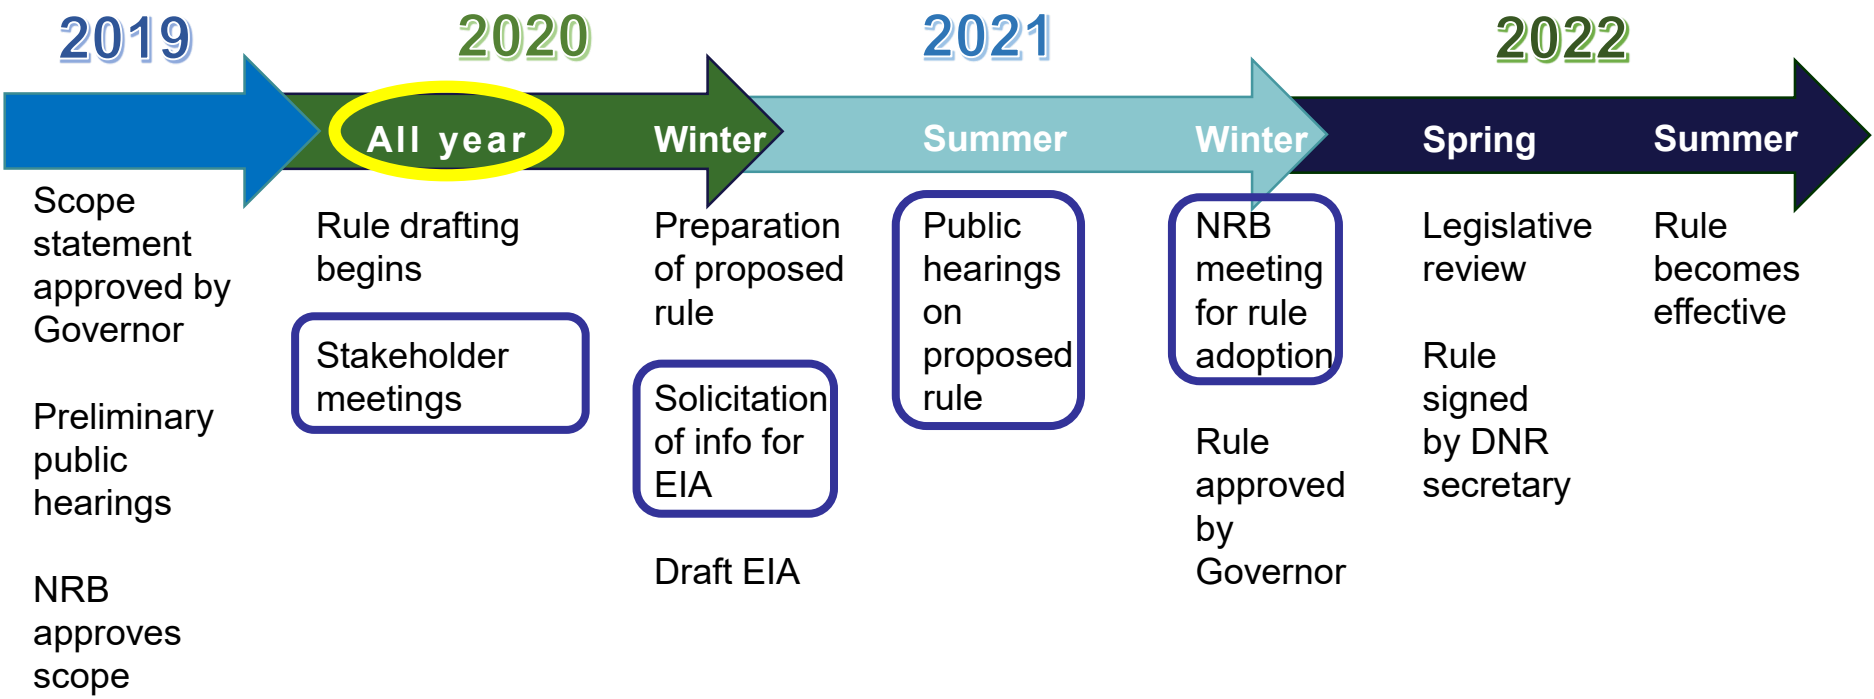 2019
2020
2021
2022
All year
Winter
Summer
Winter
Spring
Summer
Scope
statement
approved by
Governor
Preliminary
public
hearings
NRB
approves
scope
Rule drafting
begins
Stakeholder
meetings
Preparation
of proposed
rule
Solicitation
of info for
EIA
Draft EIA
Public
hearings
on
proposed
rule
NRB
meeting
for rule
adoption
Rule
approved
by
Governor
Legislative
review
Rule
signed
by DNR
secretary
Rule
becomes
effective